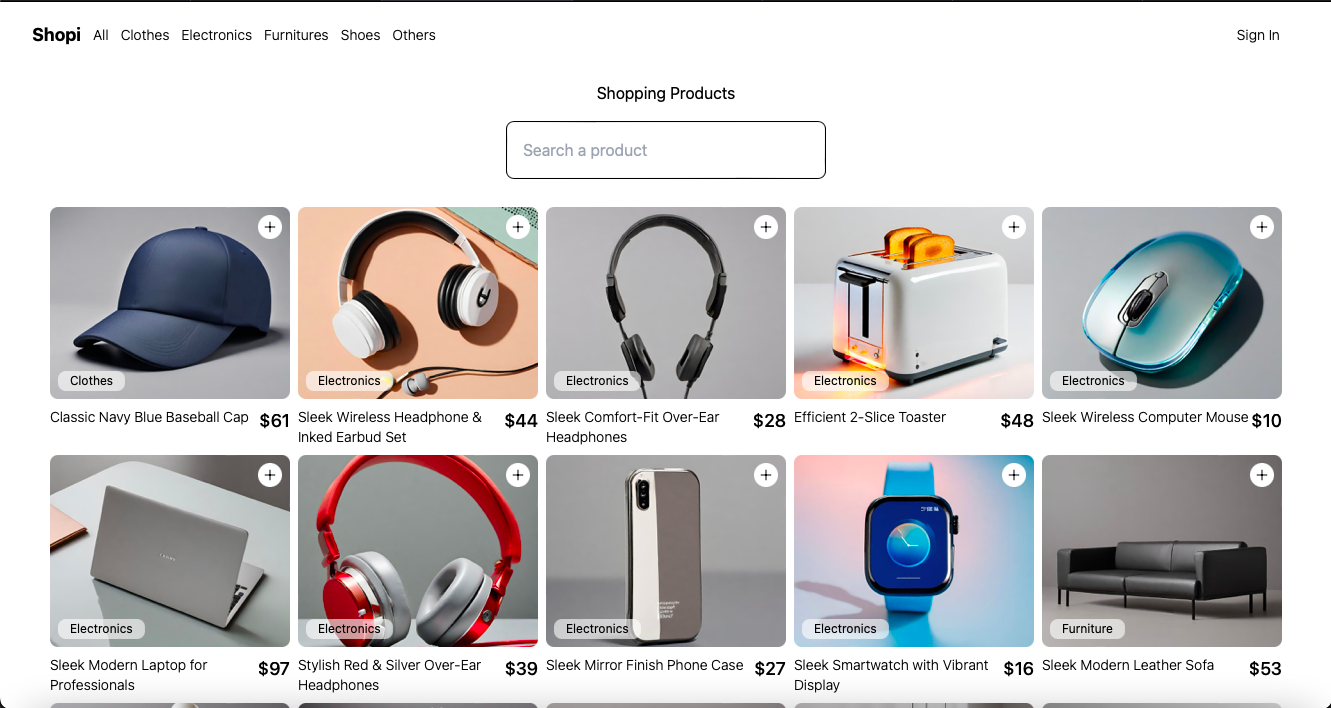 Shopi All Clothes Electronics Furnitures Shoes Others Sign In
Shopping Products
Search a product
Clothes
Classic Navy Blue Baseball Cap $61
Electronics
Sleek Wireless Headphone &
Inked Earbud Set
$44
Electronics
Sleek Comfort-Fit Over-Ear
Headphones
$28
Electronics
Efficient 2-Slice Toaster $48
Electronics
Sleek Wireless Computer Mouse $10
Electronics
Sleek Modern Laptop for
Professionals
$97
Electronics
Stylish Red & Silver Over-Ear
Headphones
$39
Electronics
Sleek Mirror Finish Phone Case $27
Electronics
Sleek Smartwatch with Vibrant
Display
$16
Furniture
Sleek Modern Leather Sofa $53